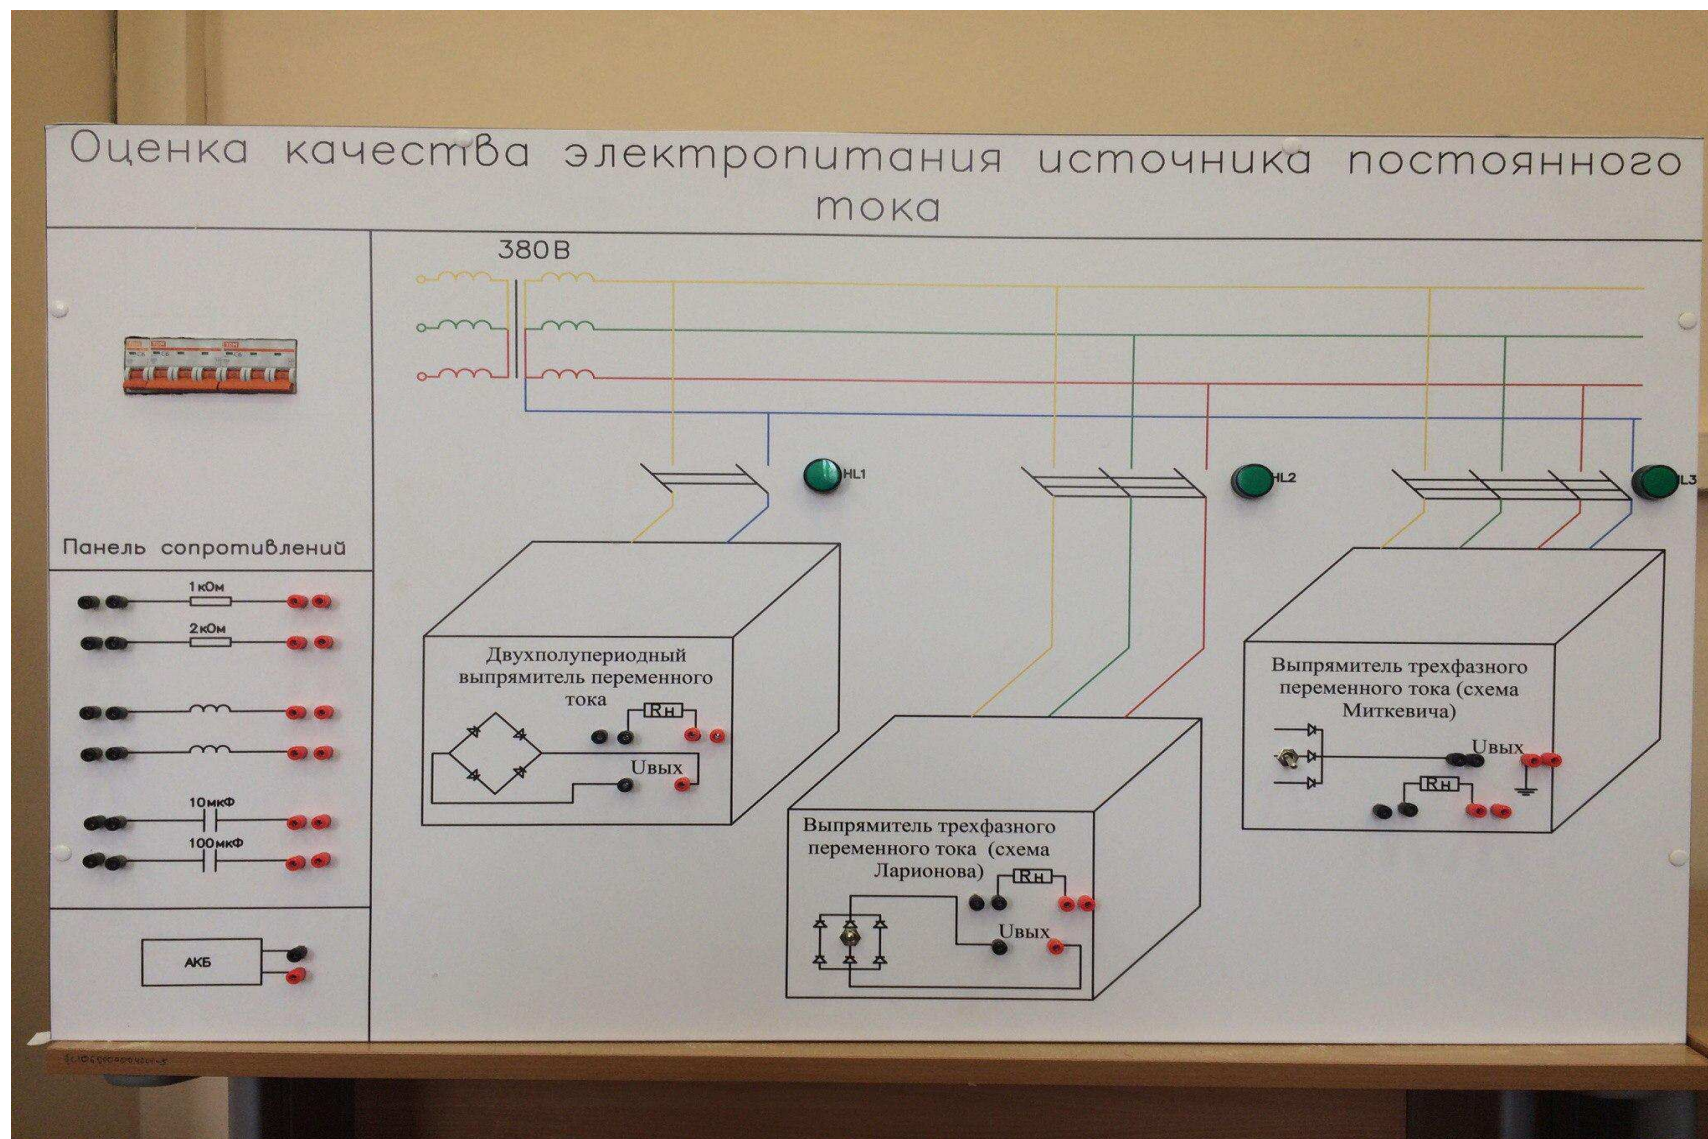 Оценка качества электропитания источника постоянного
тока
380В
HL1
HL2
HL3
Панель сопротивлений
1кОм
2кОм
10мкФ
100мкФ
АКБ
Двухполупериодный
выпрямитель переменного
тока
Rн
Uвых
Выпрямитель трехфазного
переменного тока (схема
Ларионова)
Rн
Uвых
Выпрямитель трехфазного
переменного тока (схема
Миткевича)
Uвых
Rн